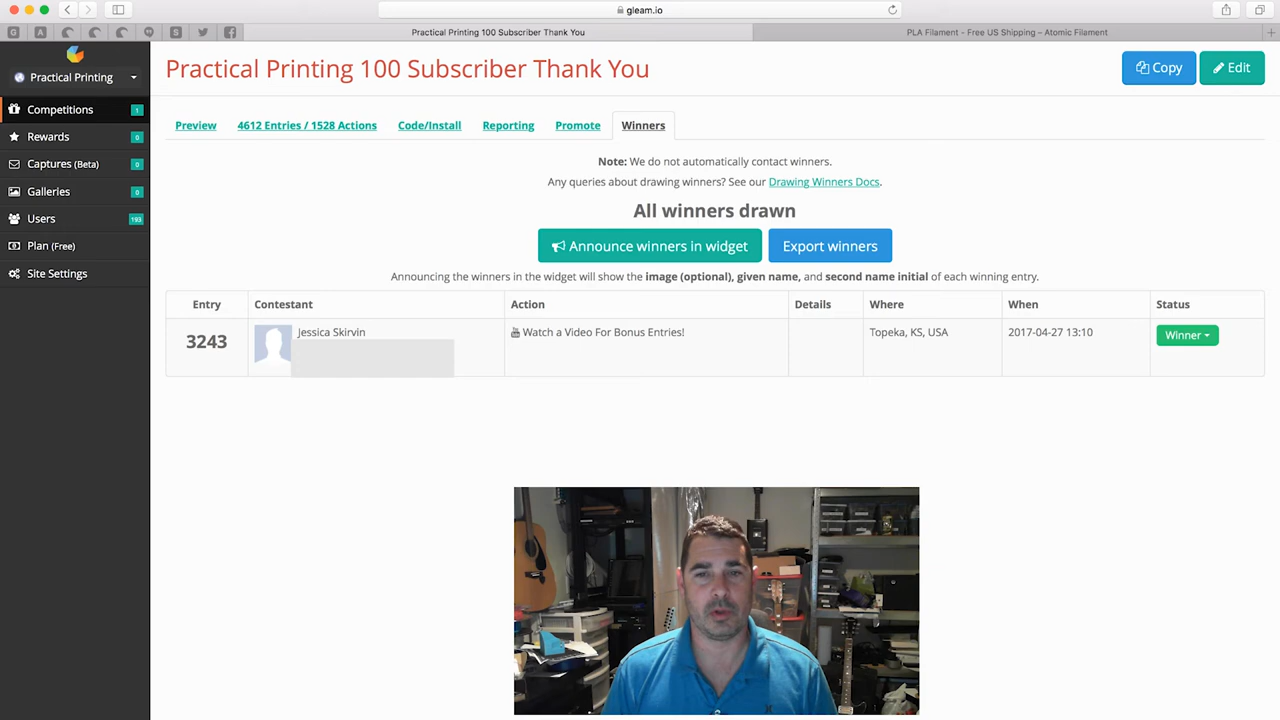 gleam.io
G
A
S
Practical Printing 100 Subscriber Thank You
PLA Filament - Free US Shipping – Atomic Filament
Practical Printing
Competitions 1
Rewards 0
Captures (Beta) 0
Galleries 0
Users 193
Plan (Free)
Site Settings
Practical Printing 100 Subscriber Thank You
Copy
Edit
Preview
4612 Entries / 1528 Actions
Code/Install
Reporting
Promote
Winners
Note: We do not automatically contact winners.
Any queries about drawing winners? See our Drawing Winners Docs.
All winners drawn
Announce winners in widget
Export winners
Announcing the winners in the widget will show the image (optional), given name, and second name initial of each winning entry.
Entry Contestant Action Details Where When Status
3243 Jessica Skirvin Watch a Video For Bonus Entries! Topeka, KS, USA 2017-04-27 13:10 Winner